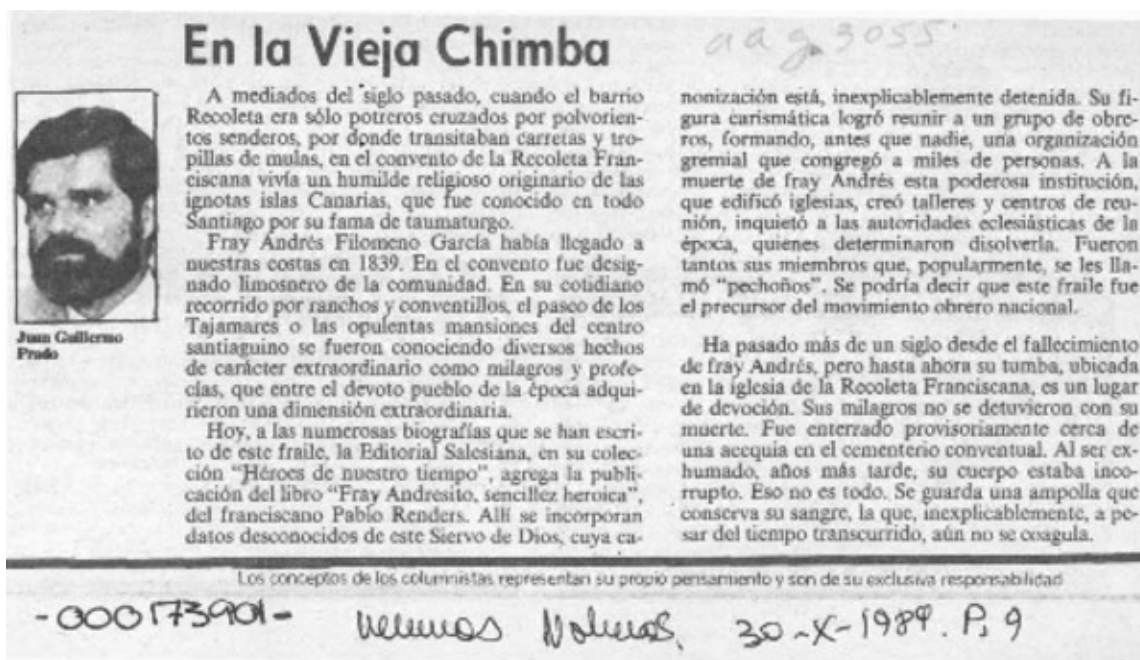 En la Vieja Chimba
aag.3055
Juan Guillermo
Prado
A mediados del siglo pasado, cuando el barrio
Recoleta era sólo potreros cruzados por polvorien-
tos senderos, por donde transitaban carretas y tro-
pillas de mulas, en el convento de la Recoleta Fran-
ciscana vivía un humilde religioso originario de las
ignotas islas Canarias, que fue conocido en todo
Santiago por su fama de taumaturgo.
Fray Andrés Filomeno García había llegado a
nuestras costas en 1839. En el convento fue desig-
nado limosnero de la comunidad. En su cotidiano
recorrido por ranchos y conventillos, el paseo de los
Tajamares o las opulentas mansiones del centro
santiaguino se fueron conociendo diversos hechos
de carácter extraordinario como milagros y profe-
cías, que entre el devoto pueblo de la época adqui-
rieron una dimensión extraordinaria.
Hoy, a las numerosas biografías que se han escri-
to de este fraile, la Editorial Salesiana, en su colec-
ción "Héroes de nuestro tiempo", agrega la publi-
cación del libro "Fray Andresito, sencillez heroica",
del franciscano Pablo Renders. Allí se incorporan
datos desconocidos de este Siervo de Dios, cuya ca-
nonización está, inexplicablemente detenida. Su fi-
gura carismática logró reunir a un grupo de obre-
ros, formando, antes que nadie, una organización
gremial que congregó a miles de personas. A la
muerte de fray Andrés esta poderosa institución,
que edificó iglesias, creó talleres y centros de reu-
nión, inquietó a las autoridades eclesiásticas de la
época, quienes determinaron disolverla. Fueron
tantos sus miembros que, popularmente, se les lla-
mó "pechoños". Se podría decir que este fraile fue
el precursor del movimiento obrero nacional.
Ha pasado más de un siglo desde el fallecimiento
de fray Andrés, pero hasta ahora su tumba, ubicada
en la iglesia de la Recoleta Franciscana, es un lugar
de devoción. Sus milagros no se detuvieron con su
muerte. Fue enterrado provisoriamente cerca de
una acequia en el cementerio conventual. Al ser ex-
humado, años más tarde, su cuerpo estaba inco-
rrupto. Eso no es todo. Se guarda una ampolla que
conserva su sangre, la que, inexplicablemente, a pe-
sar del tiempo transcurrido, aún no se coagula.
Los conceptos de los columnistas representan su propio pensamiento y son de su exclusiva responsabilidad
-000173901-
30-X-1989. P, 9